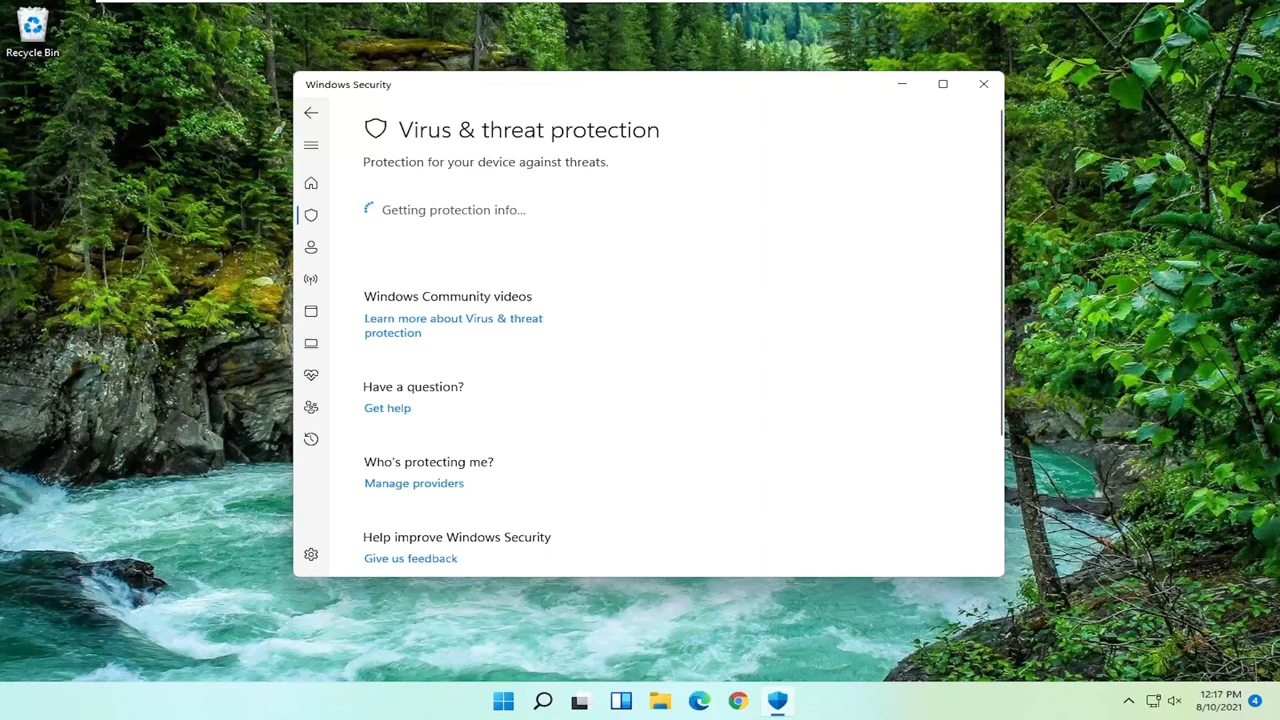 Recycle Bin
Windows Security
Virus & threat protection
Protection for your device against threats.
Getting protection info...
Windows Community videos
Learn more about Virus & threat
protection
Have a question?
Get help
Who's protecting me?
Manage providers
Help improve Windows Security
Give us feedback
12:17 PM
8/10/2021
4